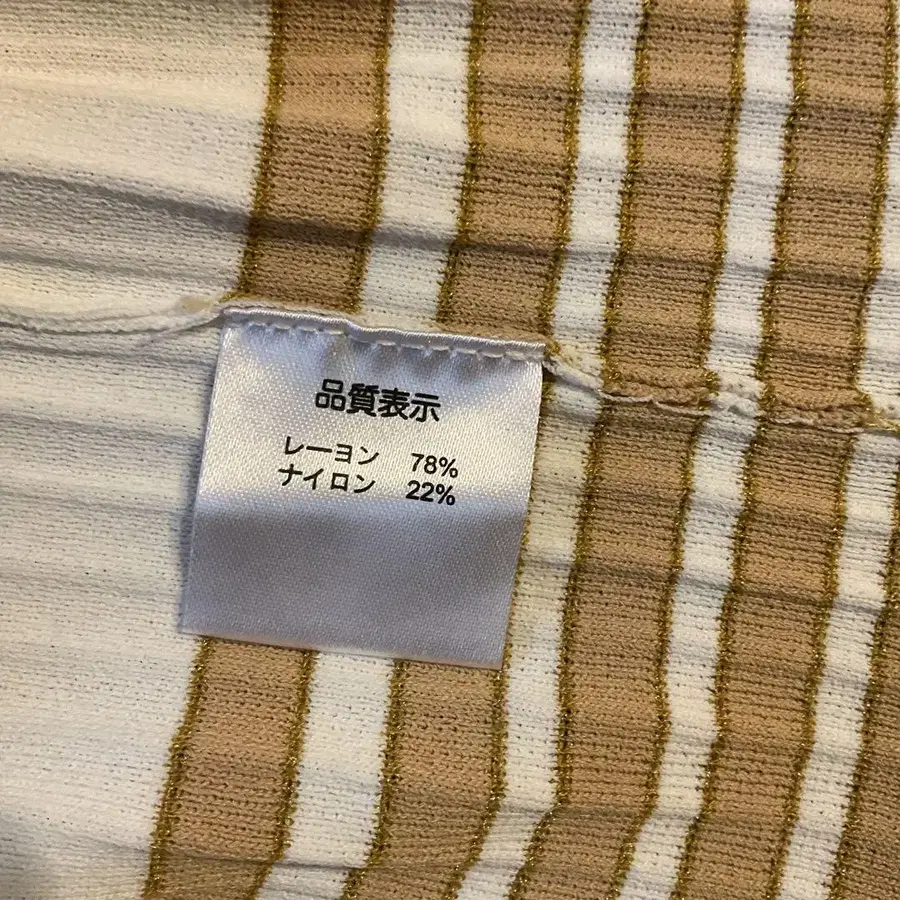 品質表示
レーヨン 78%
ナイロン 22%